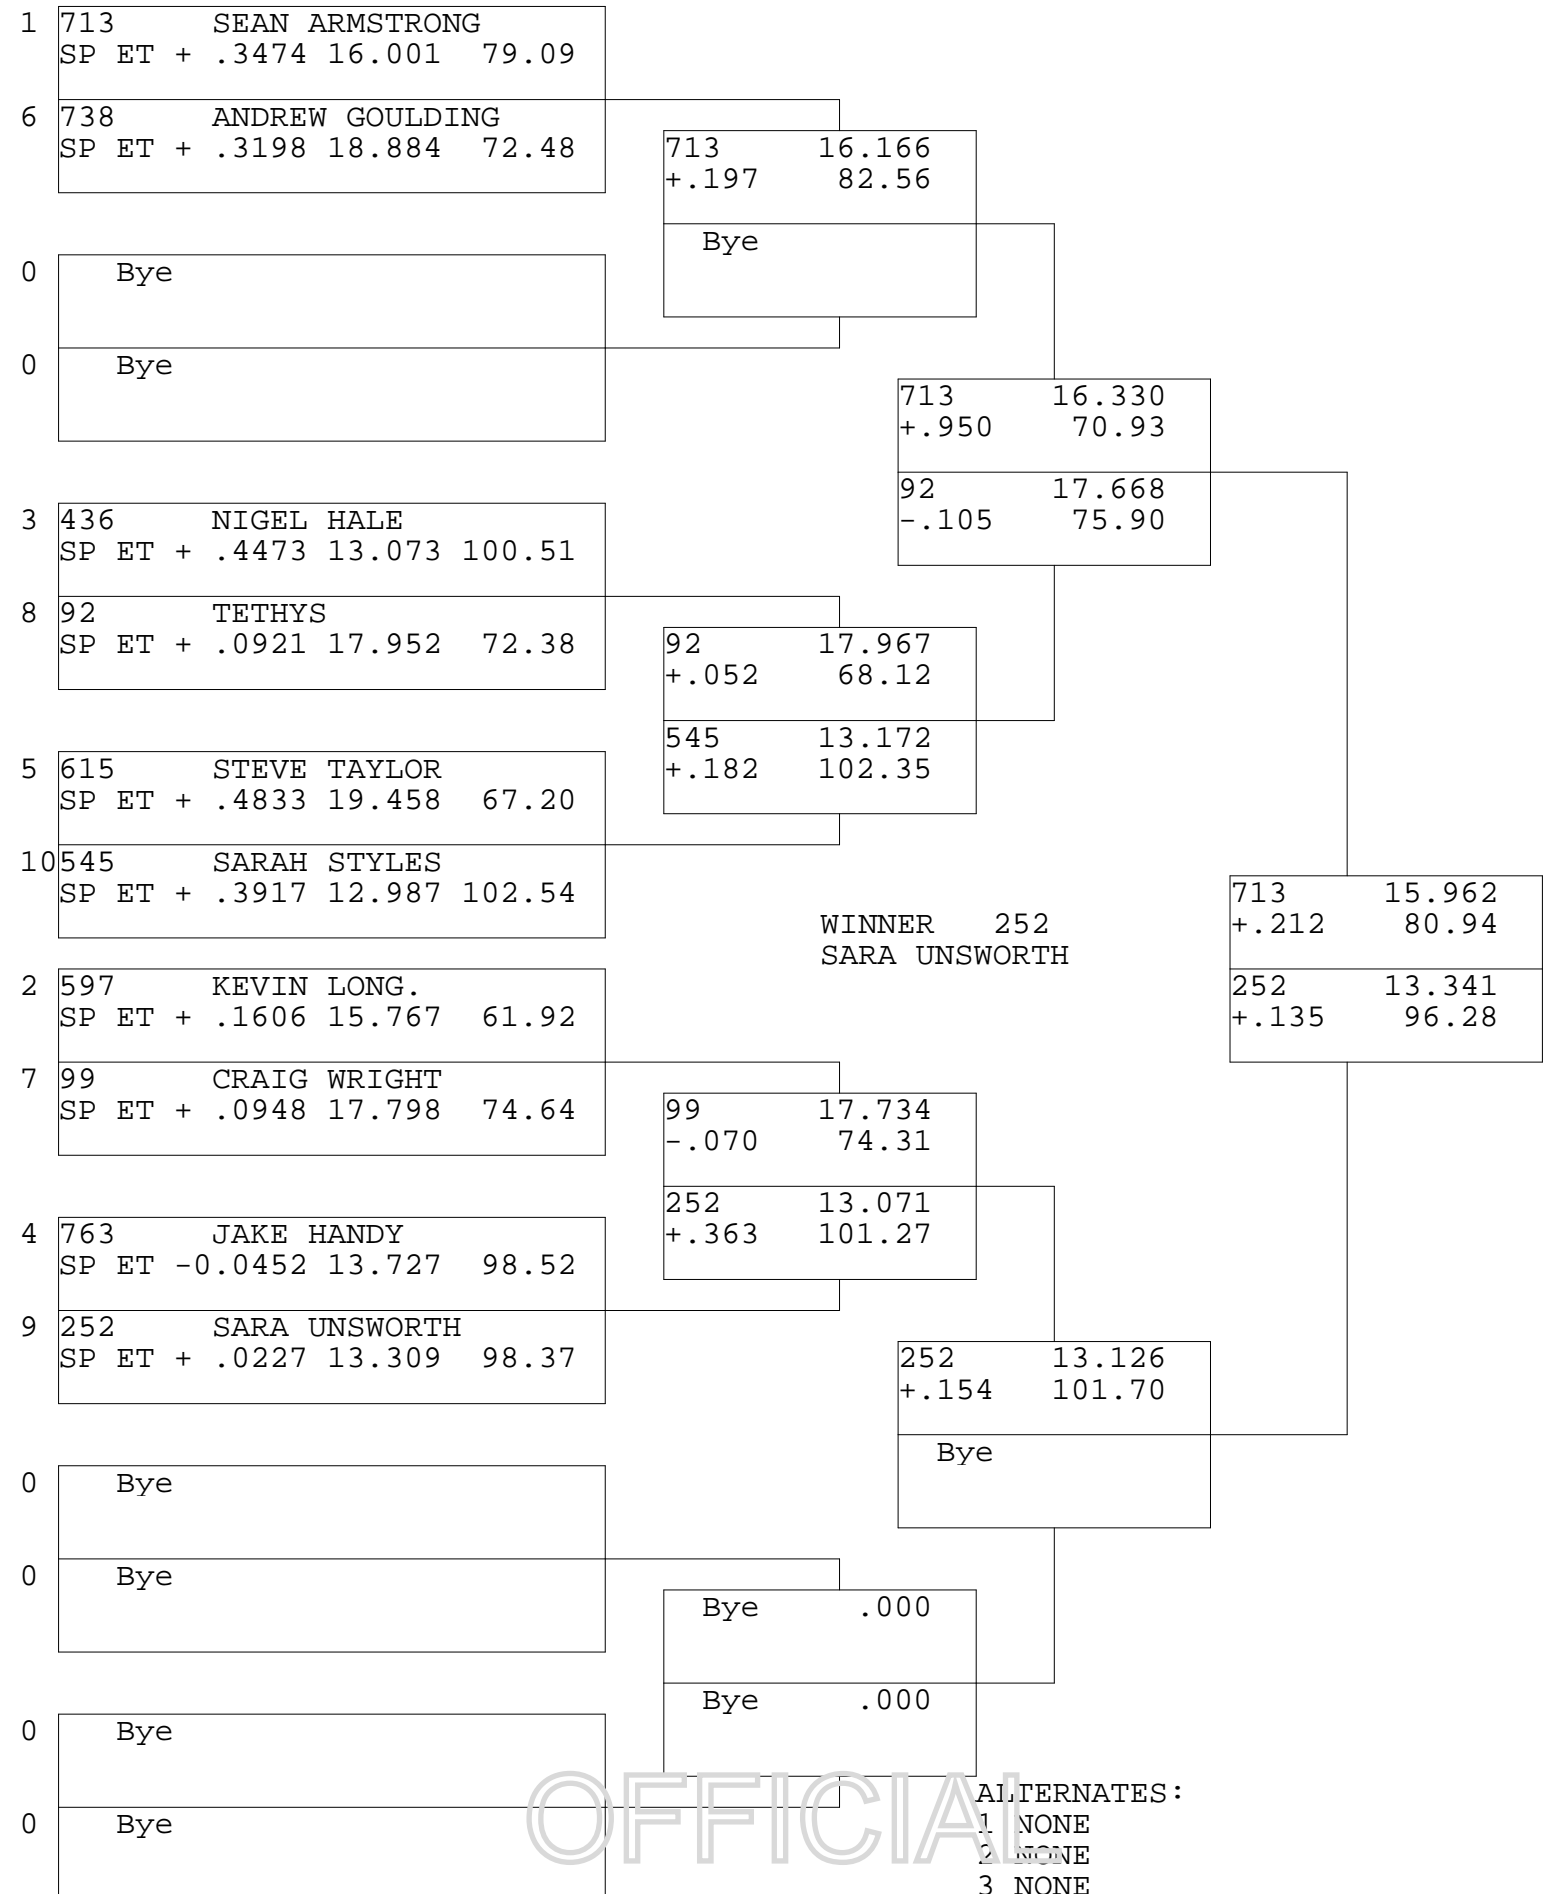 1 713 SEAN ARMSTRONG
SP ET + .3474 16.001 79.09
6 738 ANDREW GOULDING
SP ET + .3198 18.884 72.48
713 16.166
+.197 82.56
Bye
0 Bye
0 Bye
713 16.330
+.950 70.93
92 17.668
-.105 75.90
3 436 NIGEL HALE
SP ET + .4473 13.073 100.51
8 92 TETHYS
SP ET + .0921 17.952 72.38
92 17.967
+.052 68.12
545 13.172
+.182 102.35
5 615 STEVE TAYLOR
SP ET + .4833 19.458 67.20
10 545 SARAH STYLES
SP ET + .3917 12.987 102.54
WINNER 252
SARA UNSWORTH
713 15.962
+.212 80.94
252 13.341
+.135 96.28
2 597 KEVIN LONG.
SP ET + .1606 15.767 61.92
7 99 CRAIG WRIGHT
SP ET + .0948 17.798 74.64
99 17.734
-.070 74.31
252 13.071
+.363 101.27
4 763 JAKE HANDY
SP ET -0.0452 13.727 98.52
9 252 SARA UNSWORTH
SP ET + .0227 13.309 98.37
252 13.126
+.154 101.70
Bye
0 Bye
0 Bye
Bye .000
Bye .000
0 Bye
0 Bye
OFFICIAL
ALTERNATES:
1 NONE
2 NONE
3 NONE